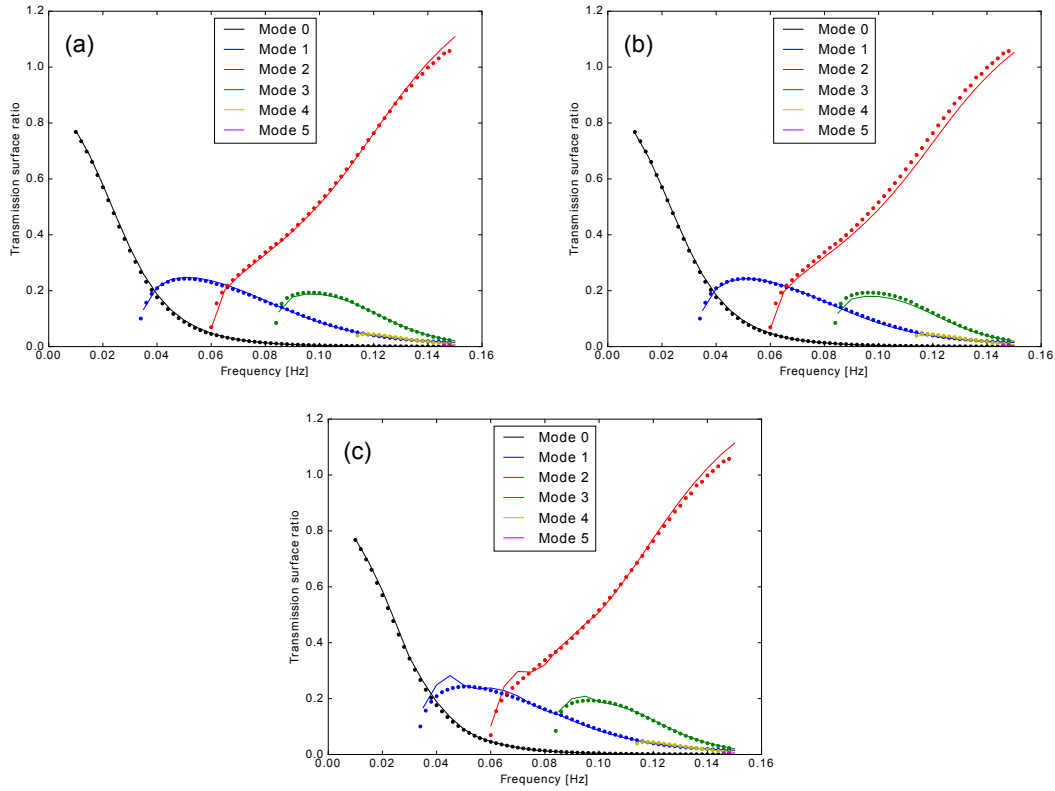 (a)
1.2
1.0
0.8
0.6
0.4
0.2
0.0
Transmission surface ratio
0.00 0.02 0.04 0.06 0.08 0.10 0.12 0.14 0.16
Frequency [Hz]
Mode 0
Mode 1
Mode 2
Mode 3
Mode 4
Mode 5
(b)
1.2
1.0
0.8
0.6
0.4
0.2
0.0
Transmission surface ratio
0.00 0.02 0.04 0.06 0.08 0.10 0.12 0.14 0.16
Frequency [Hz]
Mode 0
Mode 1
Mode 2
Mode 3
Mode 4
Mode 5
(c)
1.2
1.0
0.8
0.6
0.4
0.2
0.0
Transmission surface ratio
0.00 0.02 0.04 0.06 0.08 0.10 0.12 0.14 0.16
Frequency [Hz]
Mode 0
Mode 1
Mode 2
Mode 3
Mode 4
Mode 5